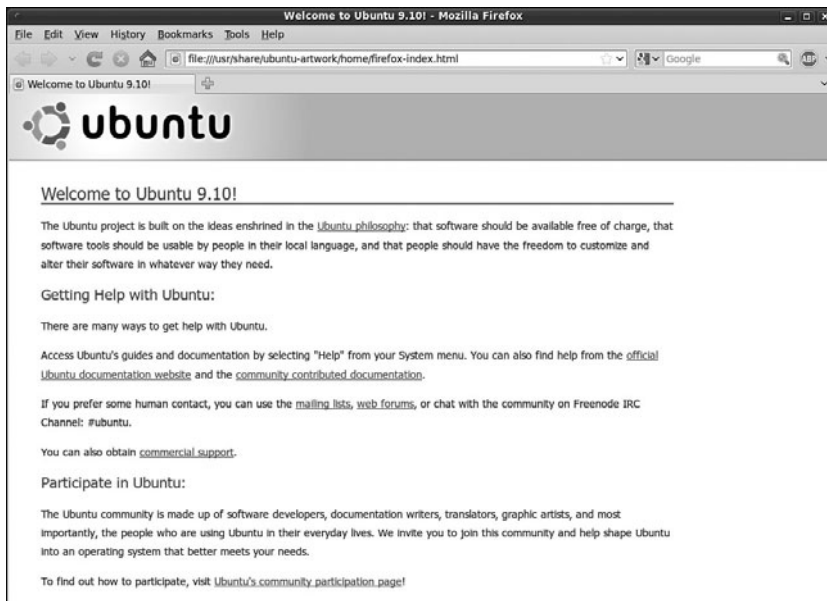 Welcome to Ubuntu 9.10! - Mozilla Firefox
File Edit View History Bookmarks Tools Help
file:///usr/share/ubuntu-artwork/home/firefox-index.html
Google
ABP
Welcome to Ubuntu 9.10!
ubuntu
Welcome to Ubuntu 9.10!
The Ubuntu project is built on the ideas enshrined in the Ubuntu philosophy: that software should be available free of charge, that
software tools should be usable by people in their local language, and that people should have the freedom to customize and
alter their software in whatever way they need.
Getting Help with Ubuntu:
There are many ways to get help with Ubuntu.
Access Ubuntu's guides and documentation by selecting "Help" from your System menu. You can also find help from the official
Ubuntu documentation website and the community contributed documentation.
If you prefer some human contact, you can use the mailing lists, web forums, or chat with the community on Freenode IRC
Channel: #ubuntu.
You can also obtain commercial support.
Participate in Ubuntu:
The Ubuntu community is made up of software developers, documentation writers, translators, graphic artists, and most
importantly, the people who are using Ubuntu in their everyday lives. We invite you to join this community and help shape Ubuntu
into an operating system that better meets your needs.
To find out how to participate, visit Ubuntu's community participation page!